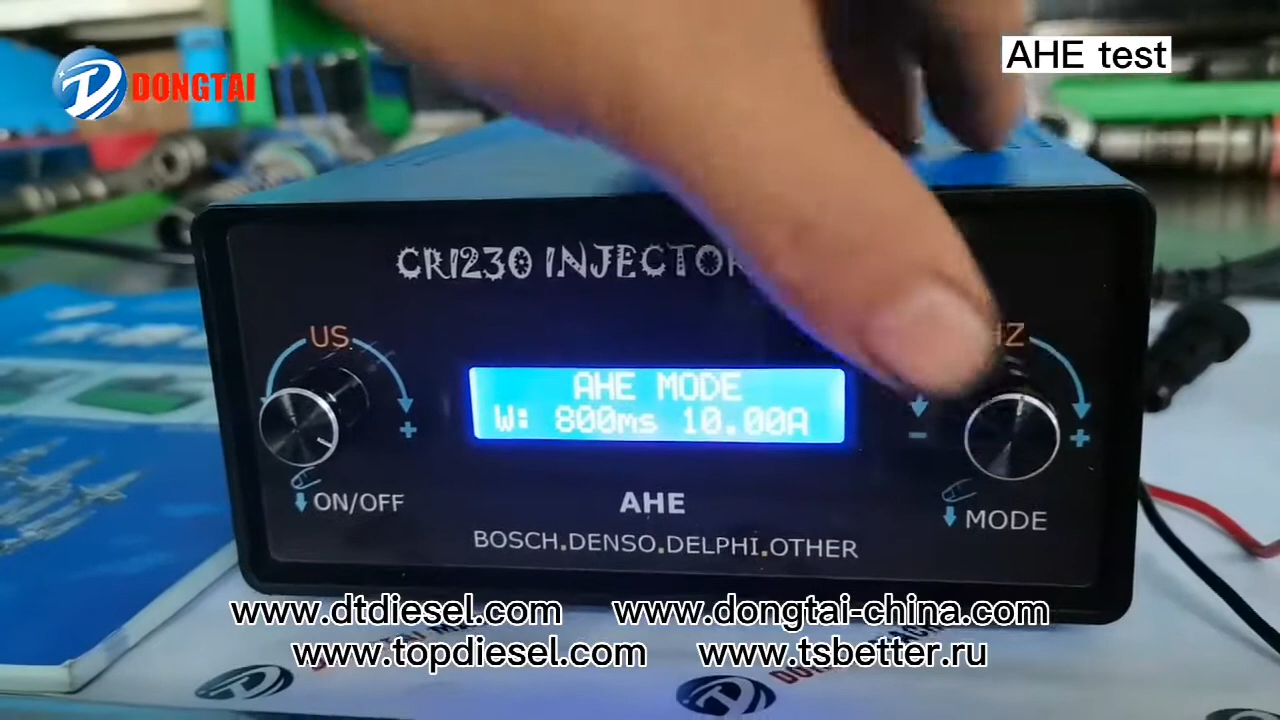 DONGTAI
AHE test
CRI230 INJECTOR
US
HZ
AHE MODE
W: 800ms 10.00A
+
- +
ON/OFF
MODE
AHE
BOSCH.DENSO.DELPHI.OTHER
www.dtdiesel.com www.dongtai-china.com
www.topdiesel.com www.tsbetter.ru